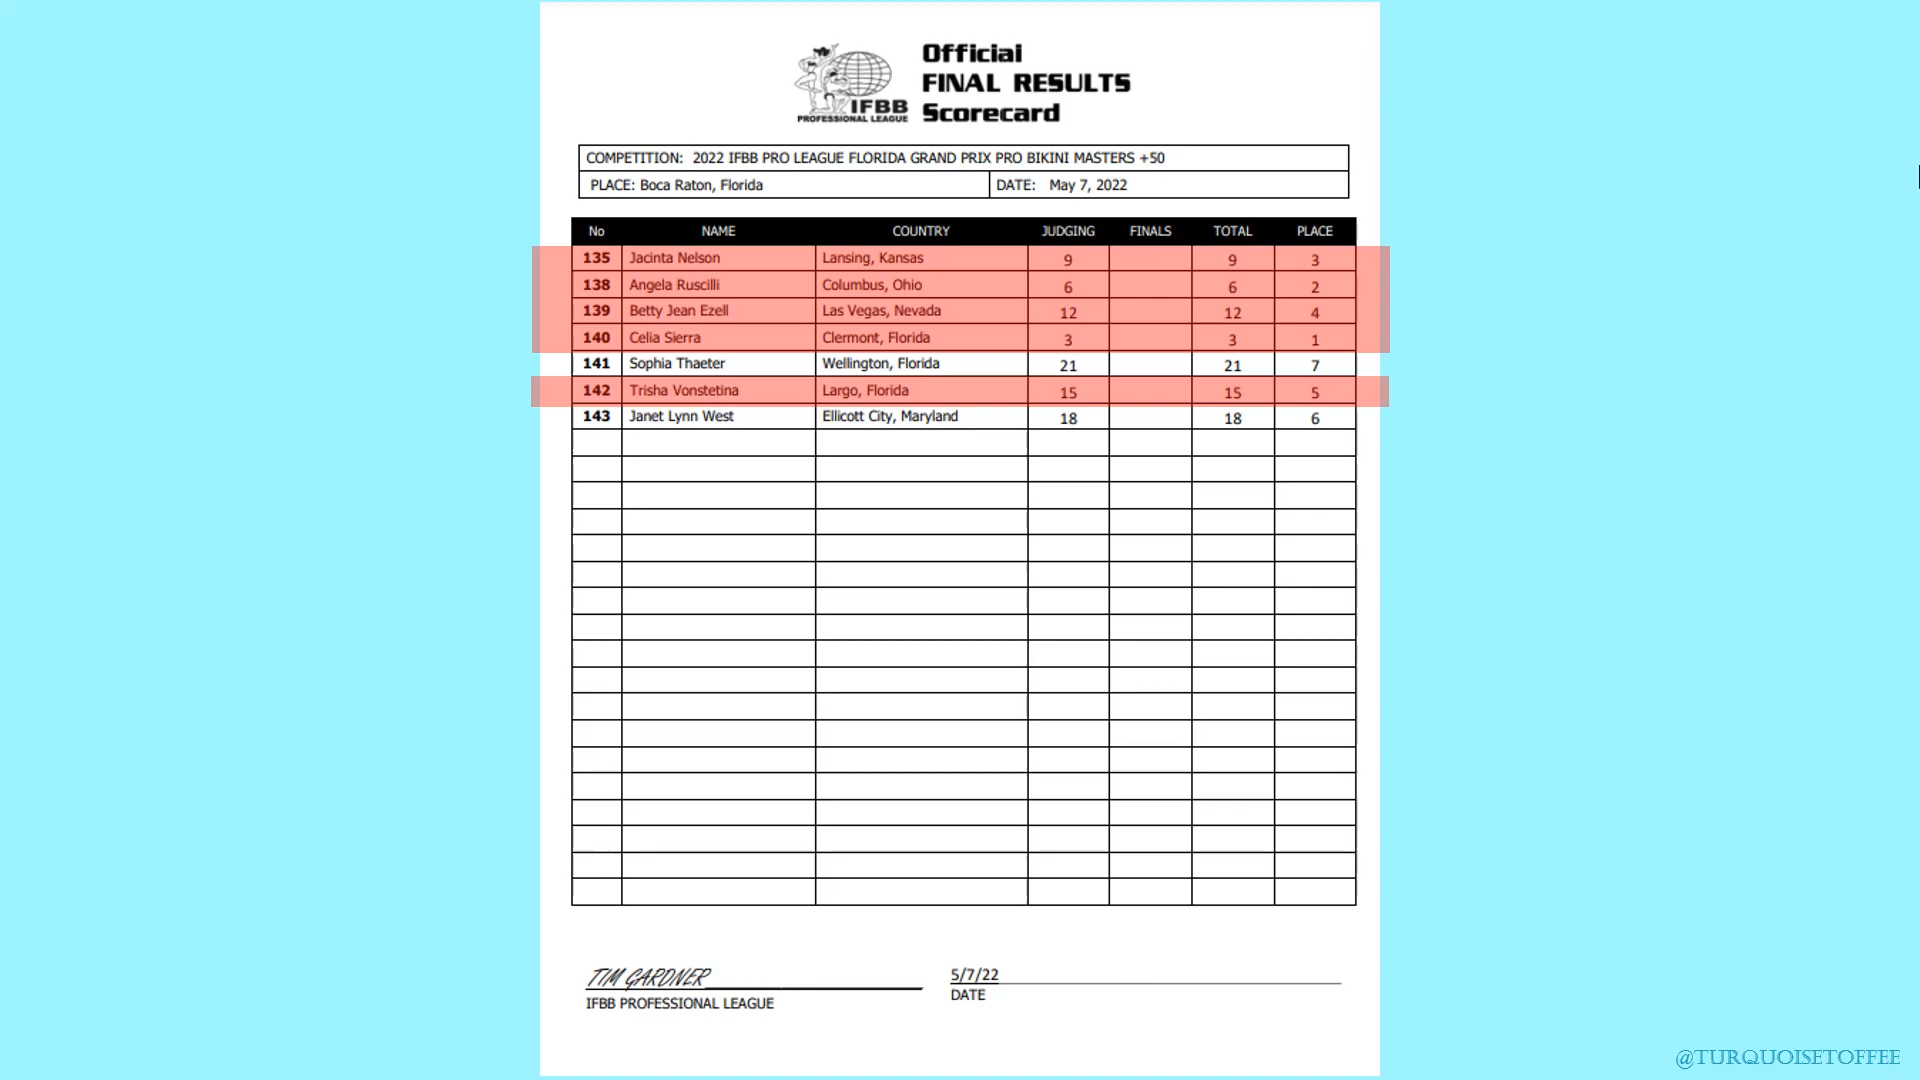 Official
FINAL RESULTS
Scorecard
IFBB
PROFESSIONAL LEAGUE
COMPETITION: 2022 IFBB PRO LEAGUE FLORIDA GRAND PRIX PRO BIKINI MASTERS +50
PLACE: Boca Raton, Florida DATE: May 7, 2022
No NAME COUNTRY JUDGING FINALS TOTAL PLACE
135 Jacinta Nelson Lansing, Kansas 9 9 3
138 Angela Ruscilli Columbus, Ohio 6 6 2
139 Betty Jean Ezell Las Vegas, Nevada 12 12 4
140 Celia Sierra Clermont, Florida 3 3 1
141 Sophia Thaeter Wellington, Florida 21 21 7
142 Trisha Vonstetina Largo, Florida 15 15 5
143 Janet Lynn West Ellicott City, Maryland 18 18 6
TIM GARDNER 5/7/22
IFBB PROFESSIONAL LEAGUE DATE
@TURQUOISETOFFEE